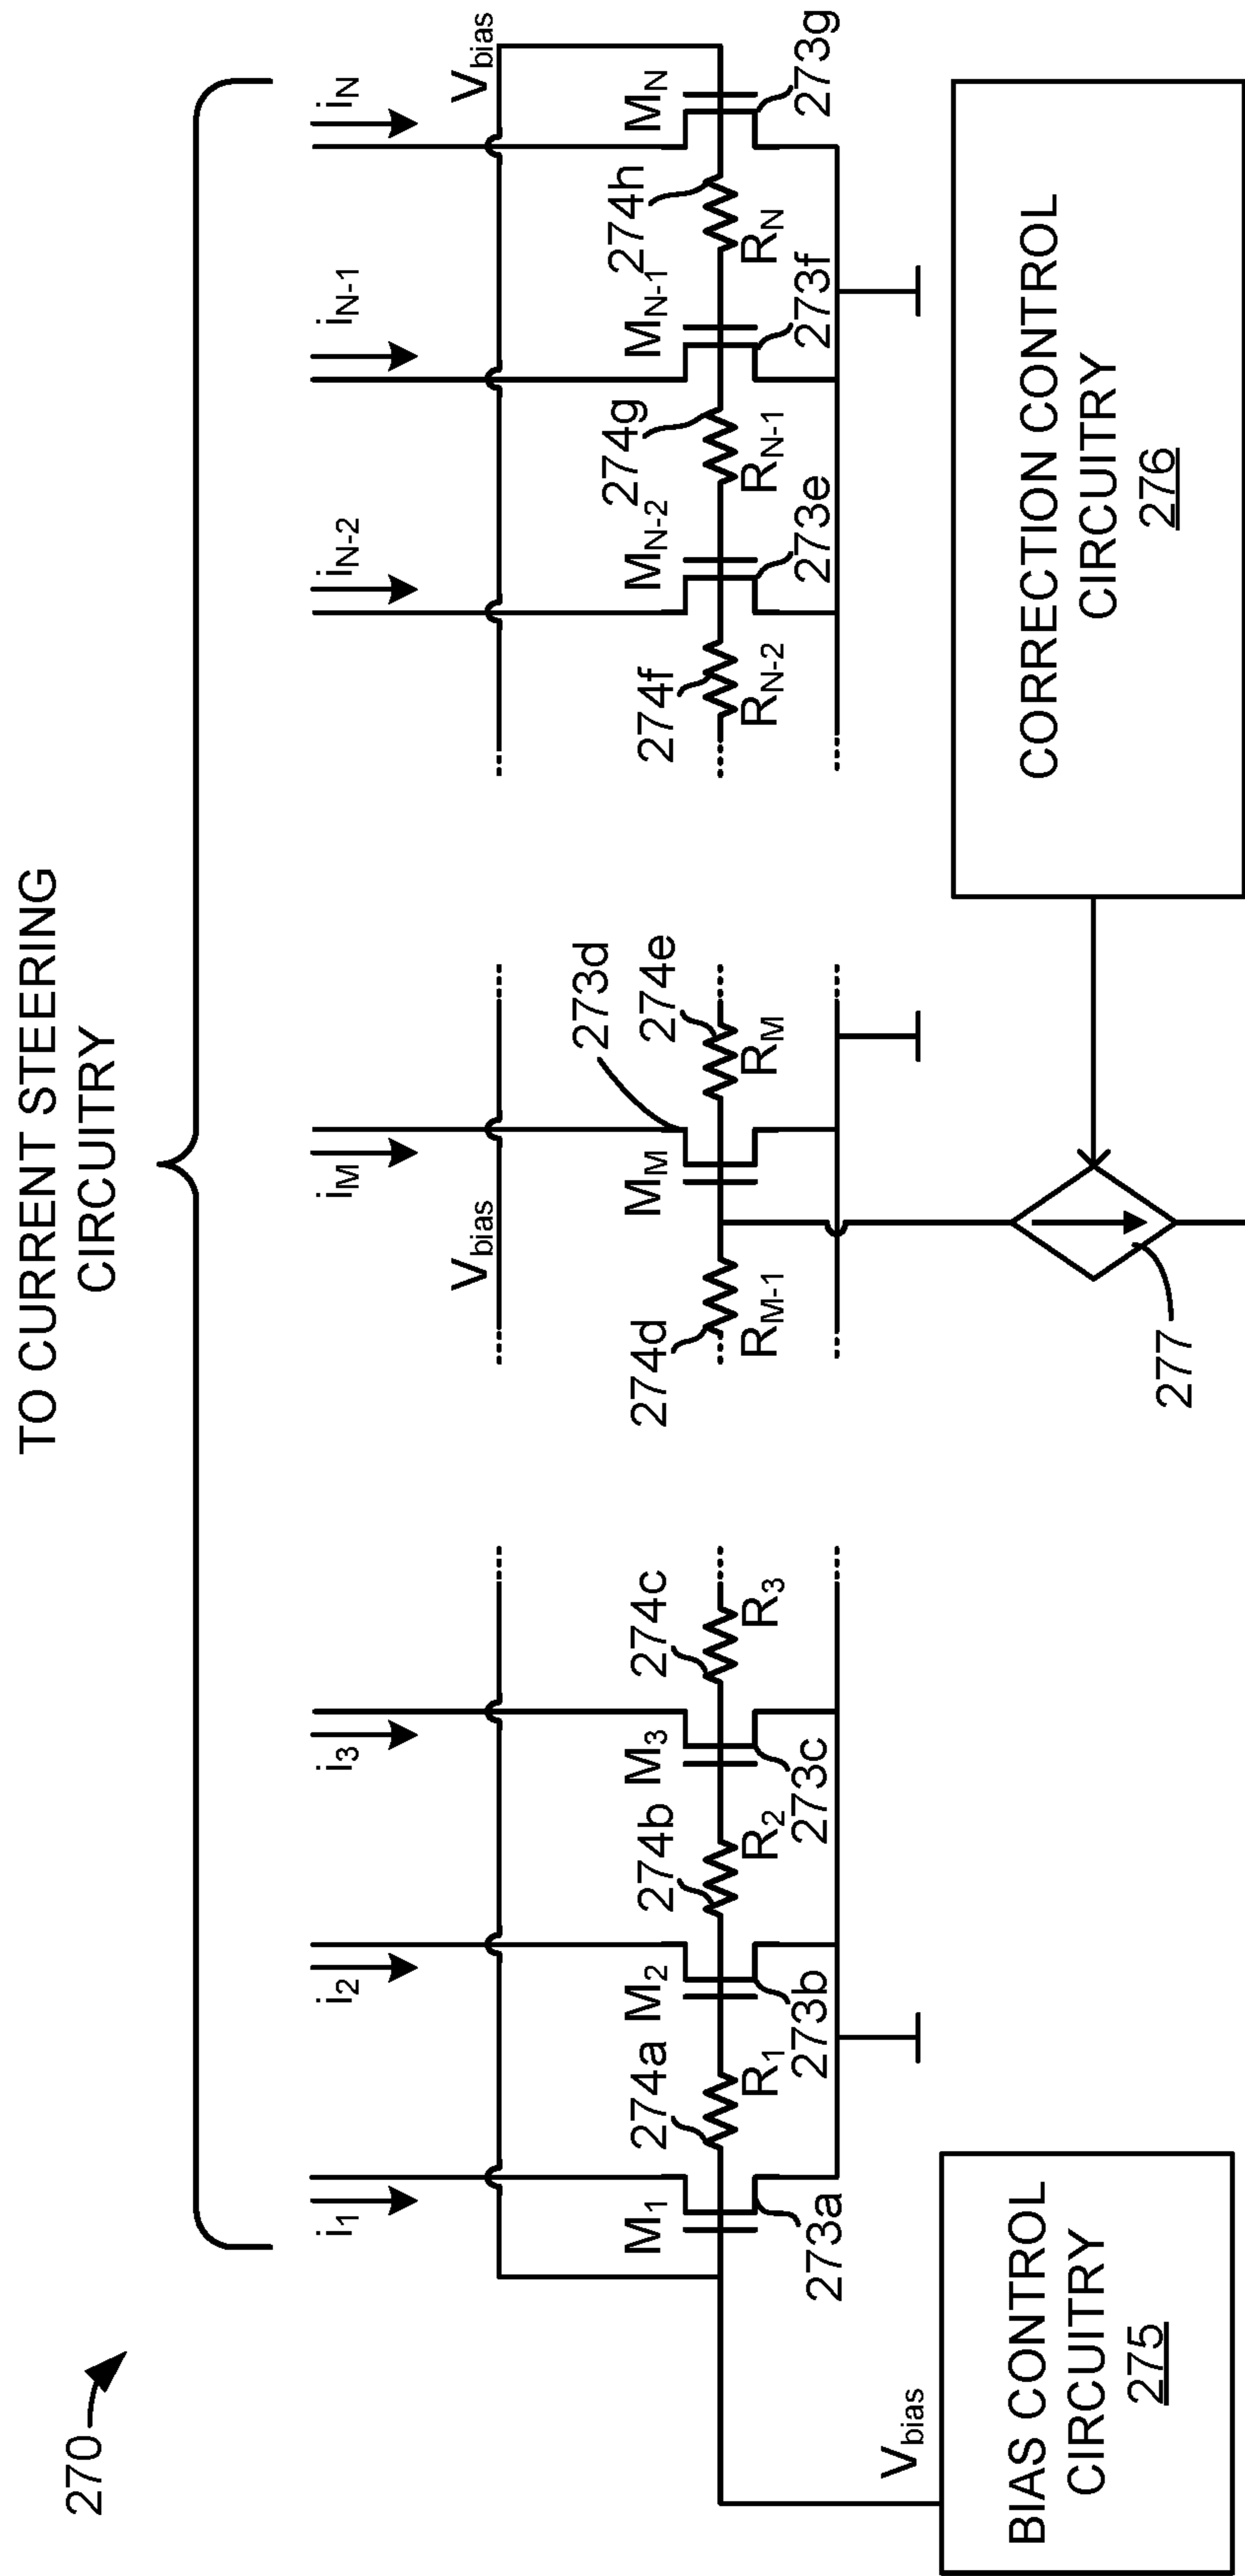 270
TO CURRENT STEERING
CIRCUITRY
i1
i2
i3
iM
iN-2
iN-1
iN
Vbias
Vbias
M1
M2
M3
MM
MN-2
MN-1
MN
274a
274b
274c
274d
274e
274f
274g
274h
R1
R2
R3
RM-1
RM
RN-2
RN-1
RN
273a
273b
273c
273d
273e
273f
273g
Vbias
BIAS CONTROL
CIRCUITRY
275
277
CORRECTION CONTROL
CIRCUITRY
276